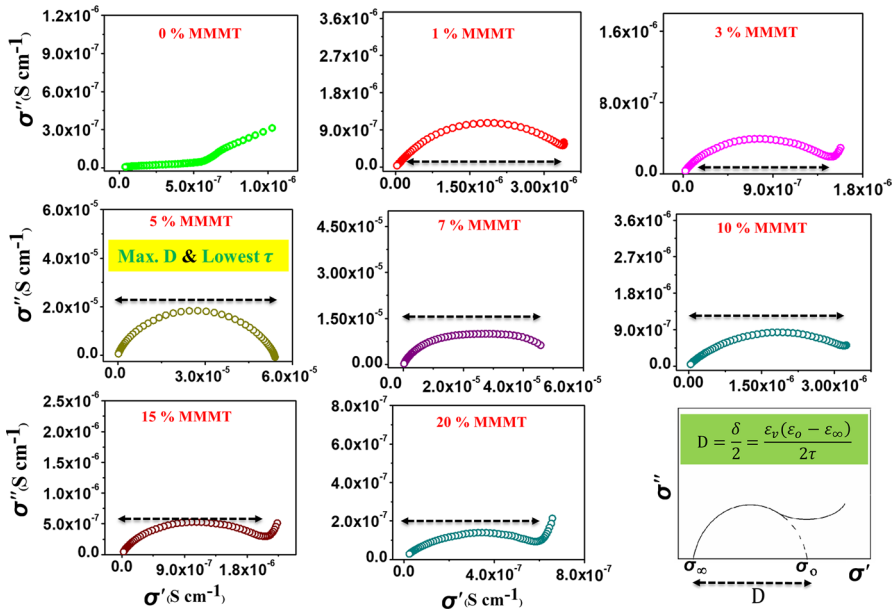 0 % MMMT
σ″(S cm⁻¹)
1.2x10⁻⁶
9.0x10⁻⁷
6.0x10⁻⁷
3.0x10⁻⁷
0.0
0.0 5.0x10⁻⁷ 1.0x10⁻⁶
1 % MMMT
3.6x10⁻⁶
2.7x10⁻⁶
1.8x10⁻⁶
9.0x10⁻⁷
0.00
0.00 1.50x10⁻⁶ 3.00x10⁻⁶
3 % MMMT
1.6x10⁻⁶
8.0x10⁻⁷
0.0
0.0 9.0x10⁻⁷ 1.8x10⁻⁶
5 % MMMT
Max. D & Lowest τ
σ″(S cm⁻¹)
6.0x10⁻⁵
4.0x10⁻⁵
2.0x10⁻⁵
0.0
0.0 3.0x10⁻⁵ 6.0x10⁻⁵
7 % MMMT
4.50x10⁻⁵
3.00x10⁻⁵
1.50x10⁻⁵
0.00
0.0 2.0x10⁻⁵ 4.0x10⁻⁵ 6.0x10⁻⁵
10 % MMMT
3.6x10⁻⁶
2.7x10⁻⁶
1.8x10⁻⁶
9.0x10⁻⁷
0.00
0.00 1.50x10⁻⁶ 3.00x10⁻⁶
15 % MMMT
σ″(S cm⁻¹)
2.5x10⁻⁶
2.0x10⁻⁶
1.5x10⁻⁶
1.0x10⁻⁶
5.0x10⁻⁷
0.0
0.0 9.0x10⁻⁷ 1.8x10⁻⁶
σ′(S cm⁻¹)
20 % MMMT
8.0x10⁻⁷
6.0x10⁻⁷
4.0x10⁻⁷
2.0x10⁻⁷
0.0
0.0 4.0x10⁻⁷ 8.0x10⁻⁷
σ′(S cm⁻¹)
D = δ/2 = εᵥ(εₒ − ε∞)/2τ
σ″
σ∞ σₒ σ′
D